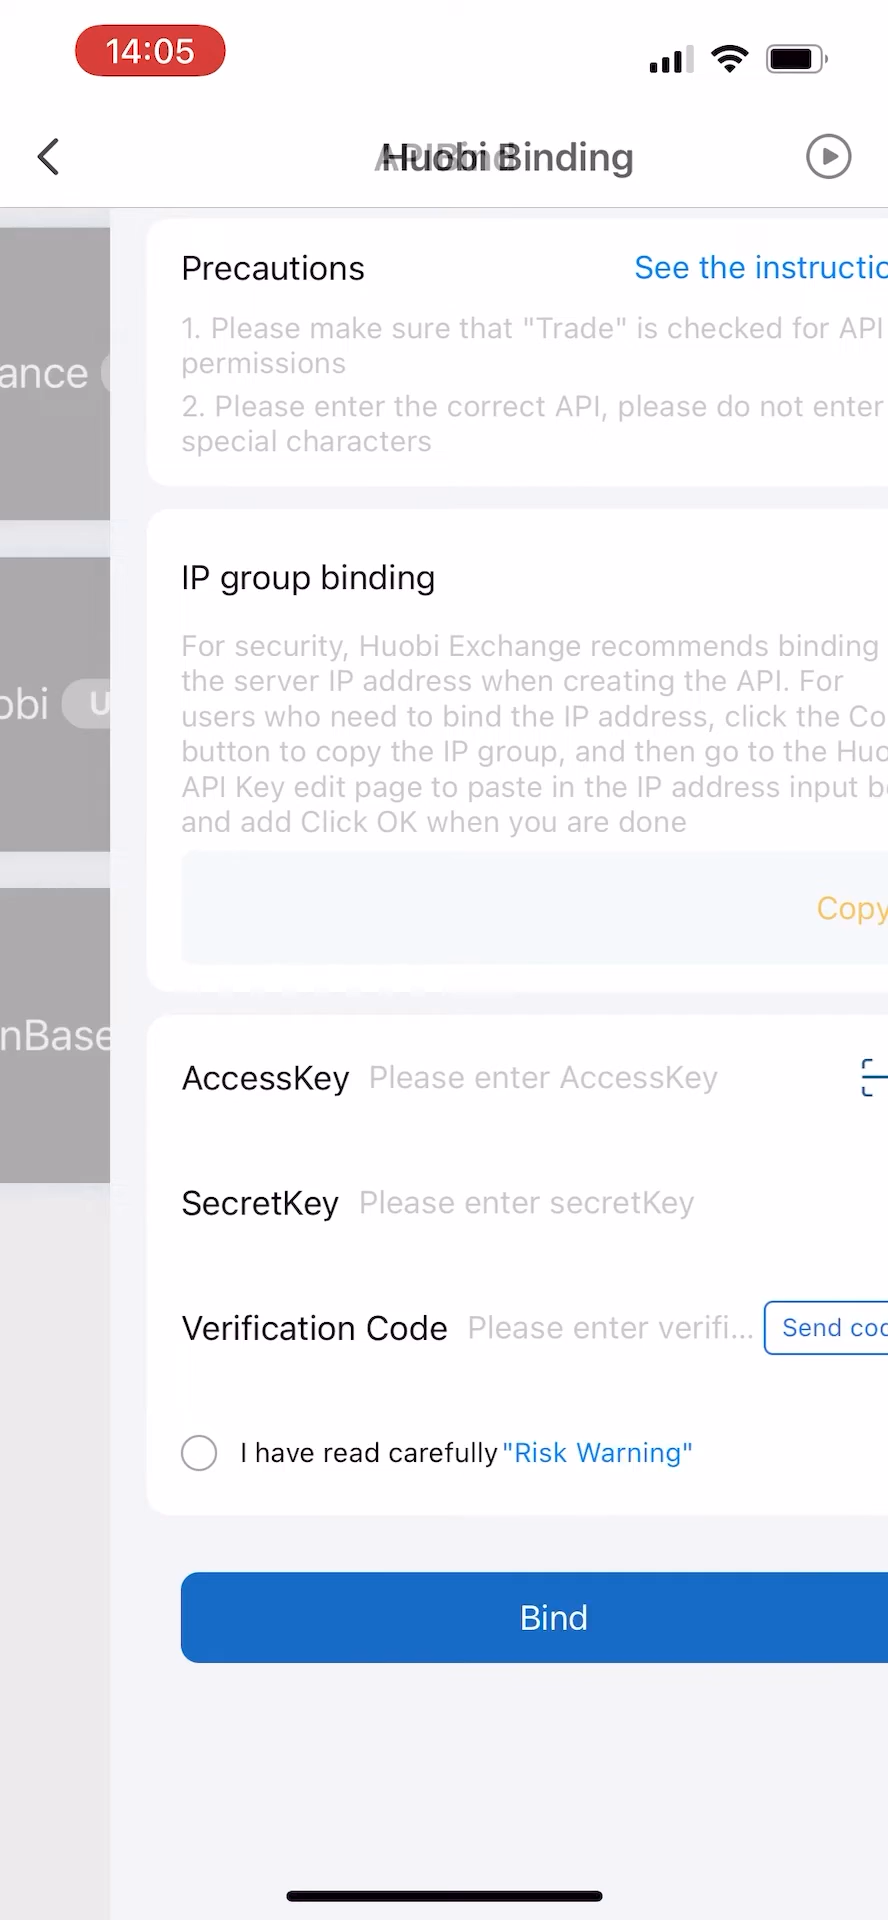 14:05
Huobi Binding
Precautions
See the instructio
1. Please make sure that "Trade" is checked for API
permissions
2. Please enter the correct API, please do not enter
special characters
ance
IP group binding
For security, Huobi Exchange recommends binding
the server IP address when creating the API. For
users who need to bind the IP address, click the Co
button to copy the IP group, and then go to the Huo
API Key edit page to paste in the IP address input b
and add Click OK when you are done
obi U
Copy
nBase
AccessKey Please enter AccessKey
SecretKey Please enter secretKey
Verification Code Please enter verifi... Send cod
I have read carefully "Risk Warning"
Bind